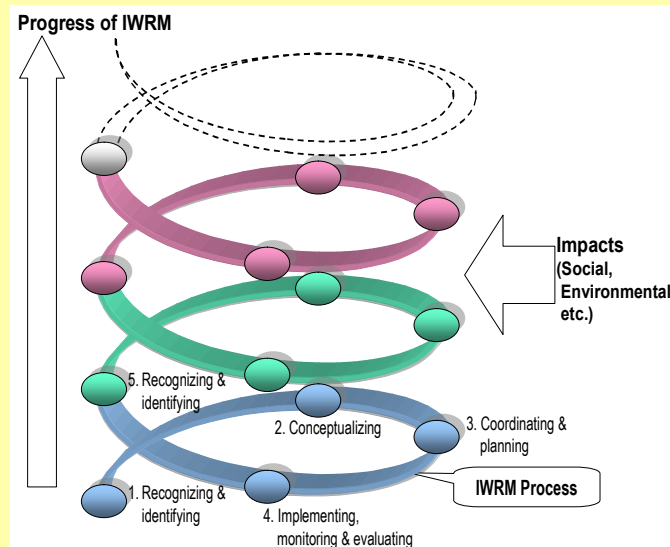 Progress of IWRM
Impacts
(Social,
Environmental
etc.)
5. Recognizing &
identifying
2. Conceptualizing
3. Coordinating &
planning
1. Recognizing &
identifying
IWRM Process
4. Implementing,
monitoring & evaluating